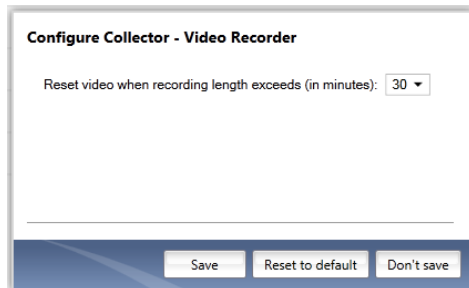 Configure Collector - Video Recorder
Reset video when recording length exceeds (in minutes): 30
Save Reset to default Don't save